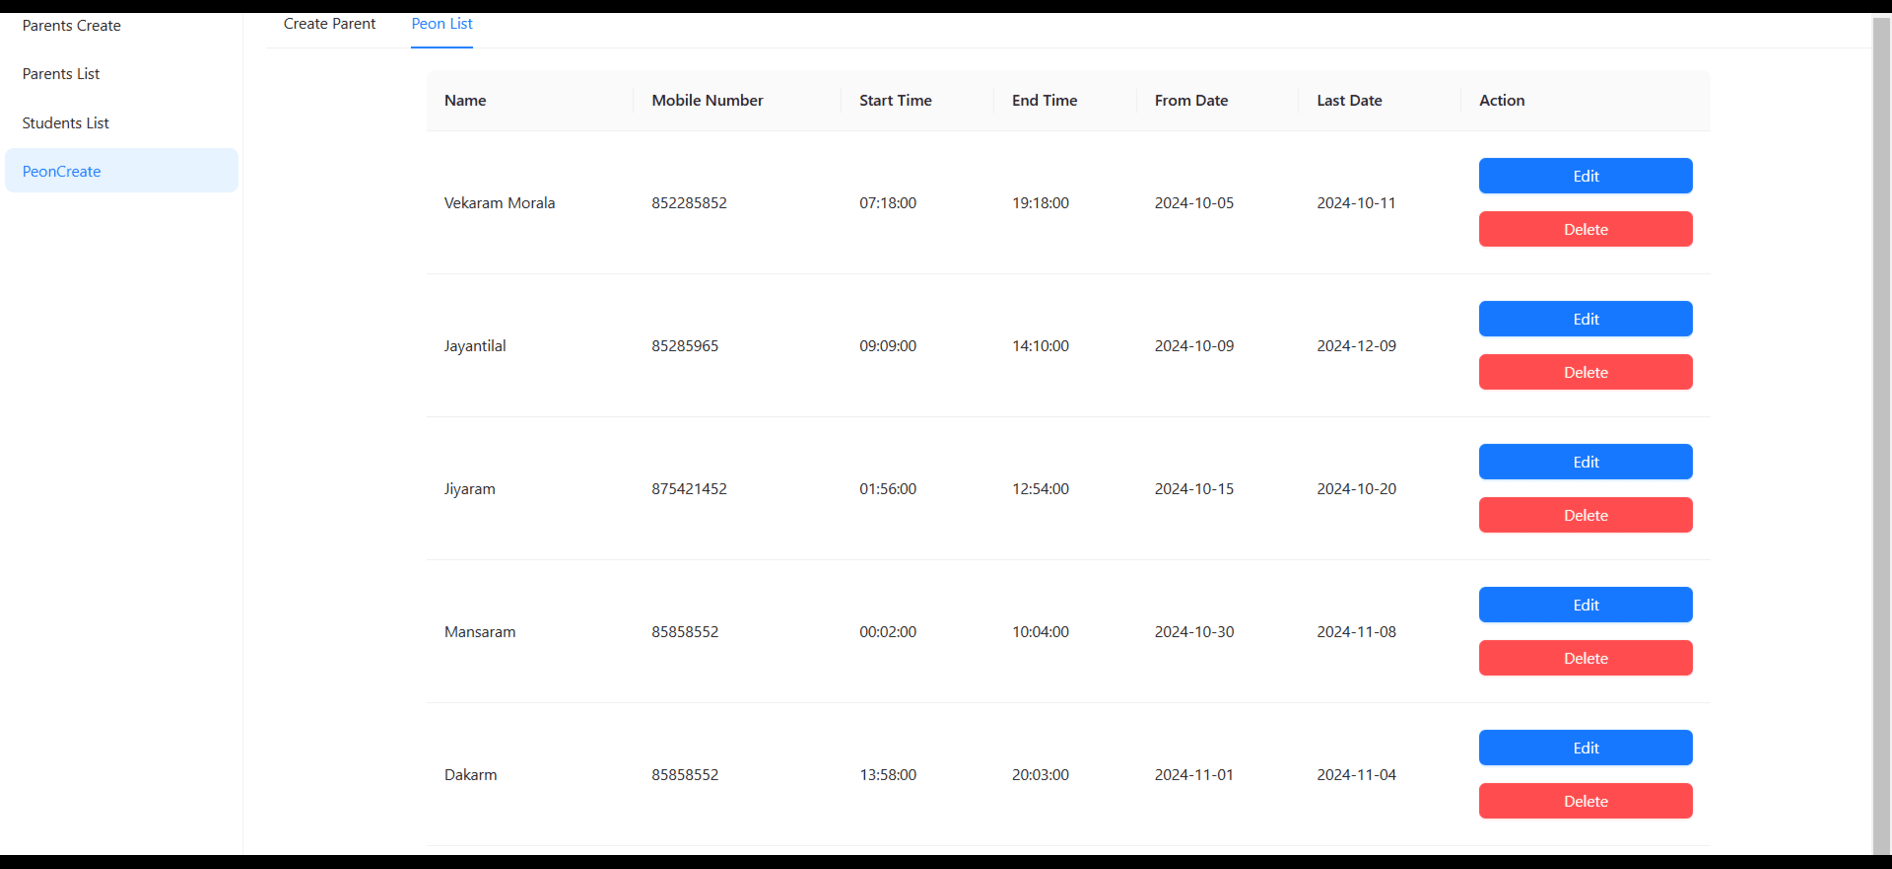 Parents Create
Parents List
Students List
PeonCreate
Create Parent Peon List
Name Mobile Number Start Time End Time From Date Last Date Action
Vekaram Morala 852285852 07:18:00 19:18:00 2024-10-05 2024-10-11 Edit
Delete
Jayantilal 85285965 09:09:00 14:10:00 2024-10-09 2024-12-09 Edit
Delete
Jiyaram 875421452 01:56:00 12:54:00 2024-10-15 2024-10-20 Edit
Delete
Mansaram 85858552 00:02:00 10:04:00 2024-10-30 2024-11-08 Edit
Delete
Dakarm 85858552 13:58:00 20:03:00 2024-11-01 2024-11-04 Edit
Delete